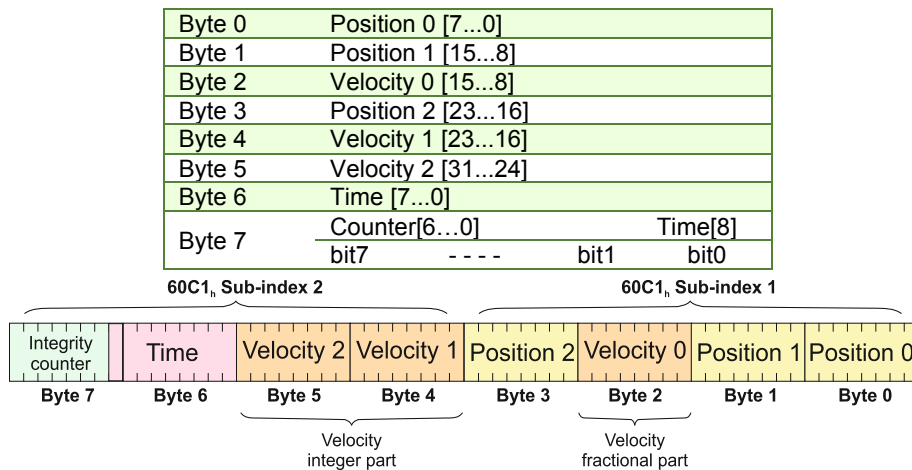 Byte 0 Position 0 [7...0]
Byte 1 Position 1 [15...8]
Byte 2 Velocity 0 [15...8]
Byte 3 Position 2 [23...16]
Byte 4 Velocity 1 [23...16]
Byte 5 Velocity 2 [31...24]
Byte 6 Time [7...0]
Byte 7 Counter[6…0] Time[8]
bit7 - - - - bit1 bit0
60C1h Sub-index 2 60C1h Sub-index 1
Integrity counter Time Velocity 2 Velocity 1 Position 2 Velocity 0 Position 1 Position 0
Byte 7 Byte 6 Byte 5 Byte 4 Byte 3 Byte 2 Byte 1 Byte 0
Velocity integer part
Velocity fractional part